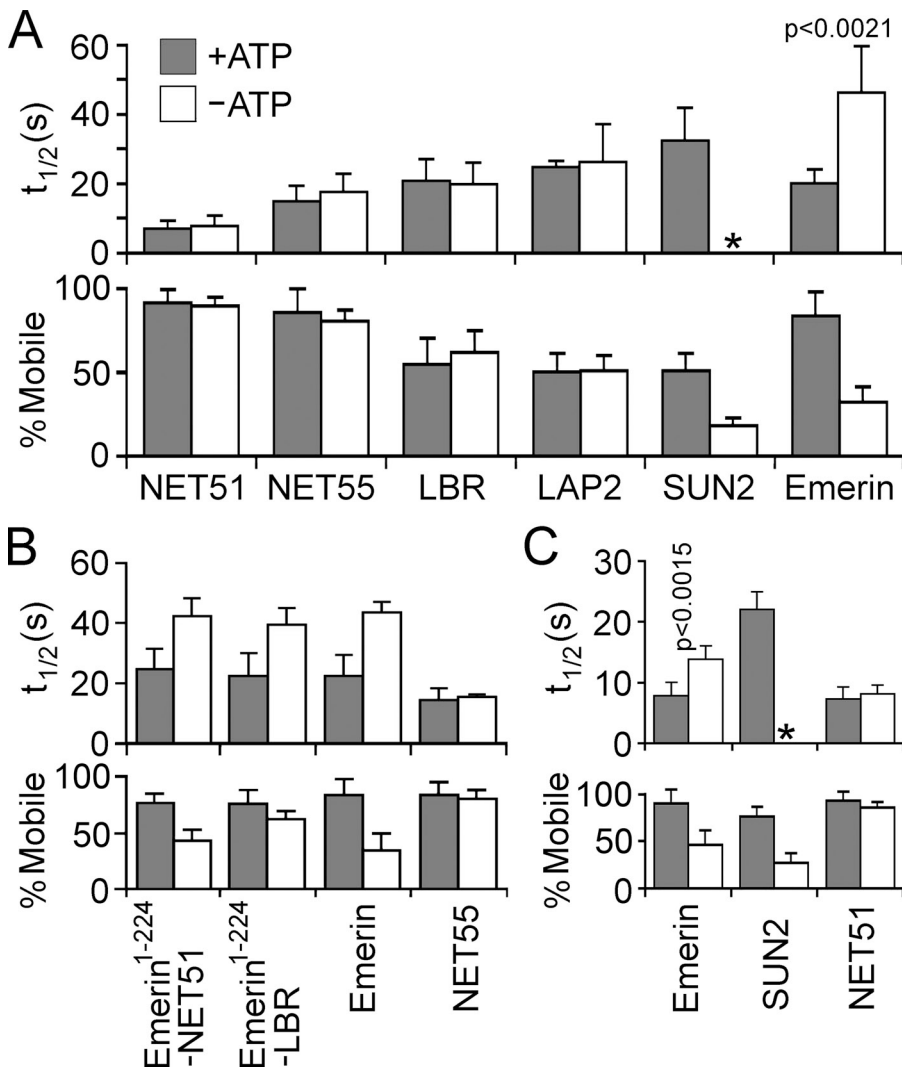 A
+ATP
−ATP
p<0.0021
t1/2(s)
60
40
20
0
*
%Mobile
100
50
0
NET51 NET55 LBR LAP2 SUN2 Emerin
B
t1/2(s)
60
40
20
0
%Mobile
100
50
0
Emerin1-224
-NET51
Emerin1-224
-LBR
Emerin
NET55
C
t1/2(s)
30
20
10
0
p<0.0015
*
%Mobile
100
50
0
Emerin
SUN2
NET51